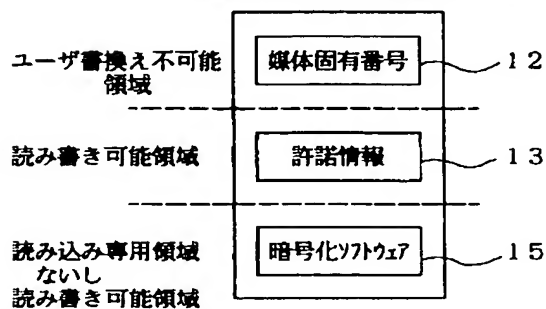 ユーザ書換え不可能
領域
媒体固有番号
12
読み書き可能領域
許諾情報
13
読み込み専用領域
ないし
読み書き可能領域
暗号化ソフトウェア
15